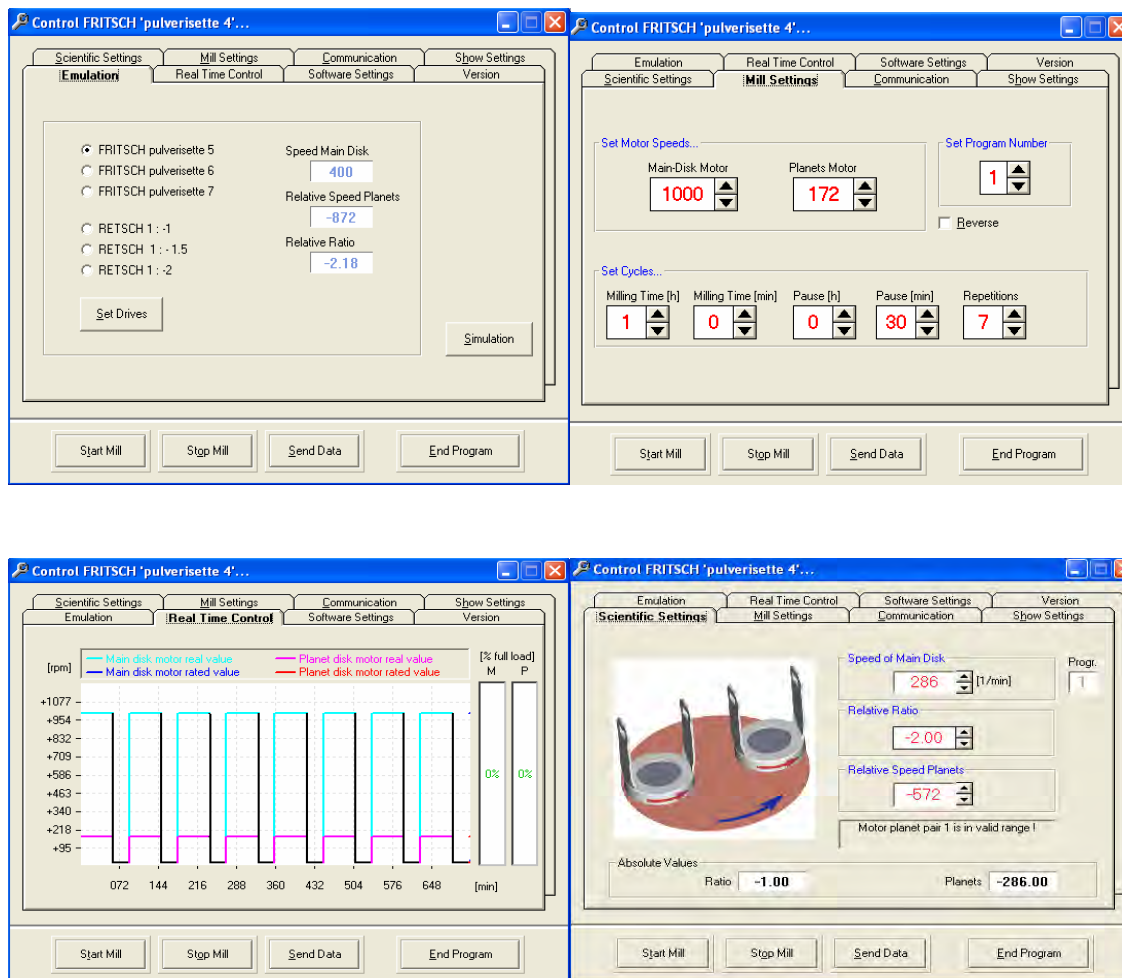 Control FRITSCH 'pulverisette 4'...
Scientific Settings Mill Settings Communication Show Settings
Emulation Real Time Control Software Settings Version
FRITSCH pulverisette 5
FRITSCH pulverisette 6
FRITSCH pulverisette 7
RETSCH 1 : -1
RETSCH 1 : - 1.5
RETSCH 1 : -2
Set Drives
Speed Main Disk
400
Relative Speed Planets
-872
Relative Ratio
-2.18
Simulation
Start Mill Stop Mill Send Data End Program
Control FRITSCH 'pulverisette 4'...
Emulation Real Time Control Software Settings Version
Scientific Settings Mill Settings Communication Show Settings
Set Motor Speeds...
Main-Disk Motor Planets Motor
1000 172
Set Program Number
1
Reverse
Set Cycles...
Milling Time [h] Milling Time [min] Pause [h] Pause [min] Repetitions
1 0 0 30 7
Start Mill Stop Mill Send Data End Program
Control FRITSCH 'pulverisette 4'...
Scientific Settings Mill Settings Communication Show Settings
Emulation Real Time Control Software Settings Version
[rpm]
Main disk motor real value Planet disk motor real value
Main disk motor rated value Planet disk motor rated value
[% full load]
M P
+1077
+954
+832
+709
+586
+463
+340
+218
+95
0% 0%
072 144 216 288 360 432 504 576 648 [min]
Start Mill Stop Mill Send Data End Program
Control FRITSCH 'pulverisette 4'...
Emulation Real Time Control Software Settings Version
Scientific Settings Mill Settings Communication Show Settings
Speed of Main Disk
286 [1/min]
Progr.
1
Relative Ratio
-2.00
Relative Speed Planets
-572
Motor planet pair 1 is in valid range !
Absolute Values
Ratio -1.00 Planets -286.00
Start Mill Stop Mill Send Data End Program